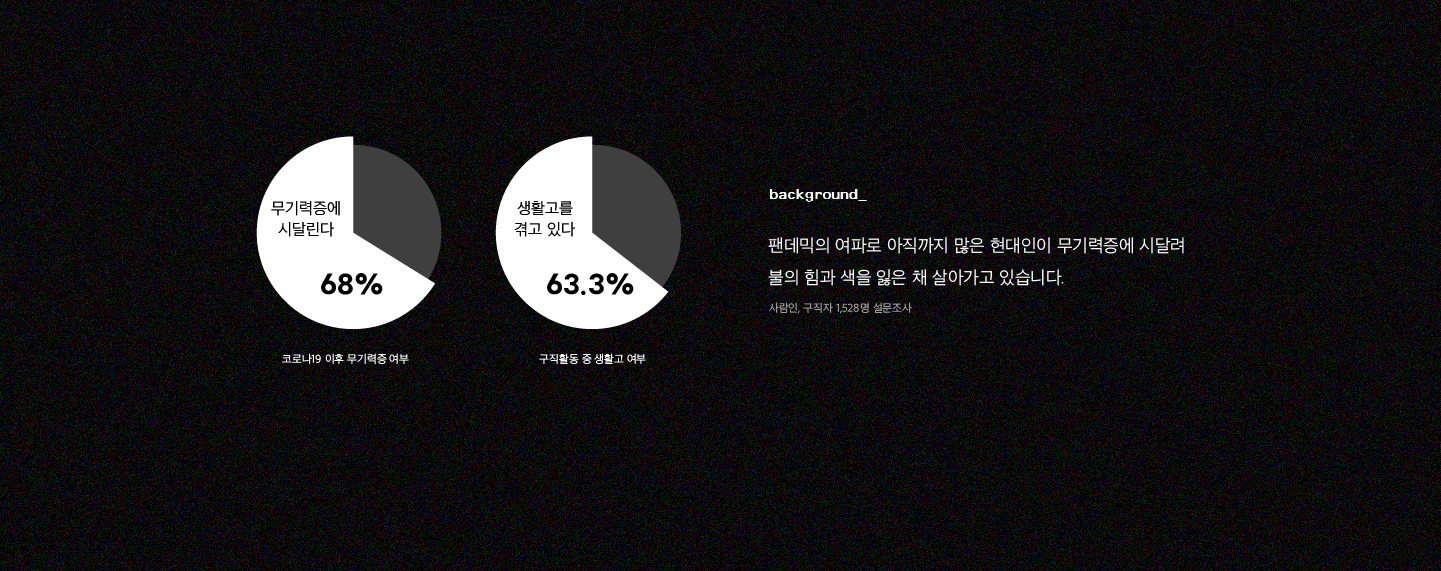 무기력증에
시달린다
68%
코로나19 이후 무기력증 여부
생활고를
겪고 있다
63.3%
구직활동 중 생활고 여부
background_
팬데믹의 여파로 아직까지 많은 현대인이 무기력증에 시달려
불의 힘과 색을 잃은 채 살아가고 있습니다.
사람인, 구직자 1,528명 설문조사